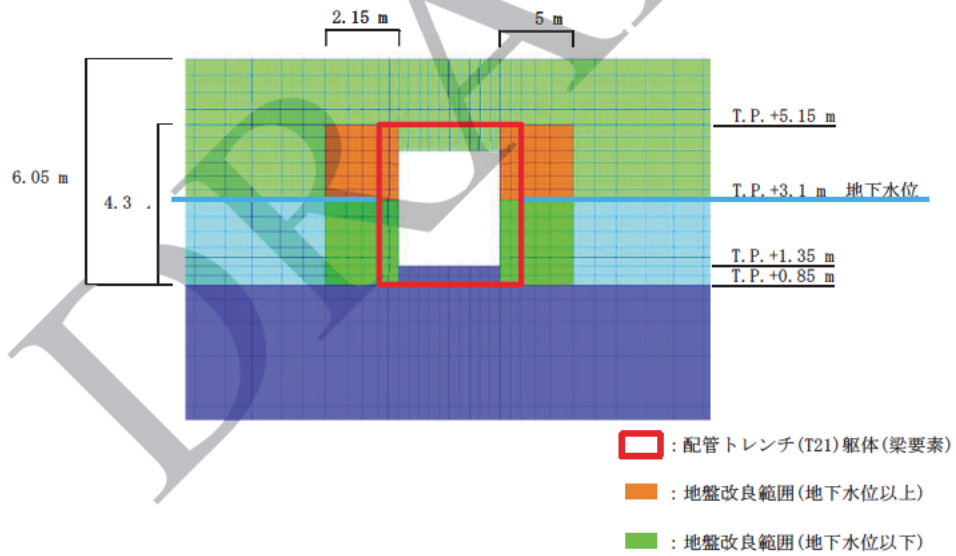 2.15 m
5 m
T.P.+5.15 m
6.05 m
4.3
T.P.+3.1 m 地下水位
T.P.+1.35 m
T.P.+0.85 m
DRA
：配管トレンチ(T21)躯体(梁要素)
：地盤改良範囲(地下水位以上)
：地盤改良範囲(地下水位以下)